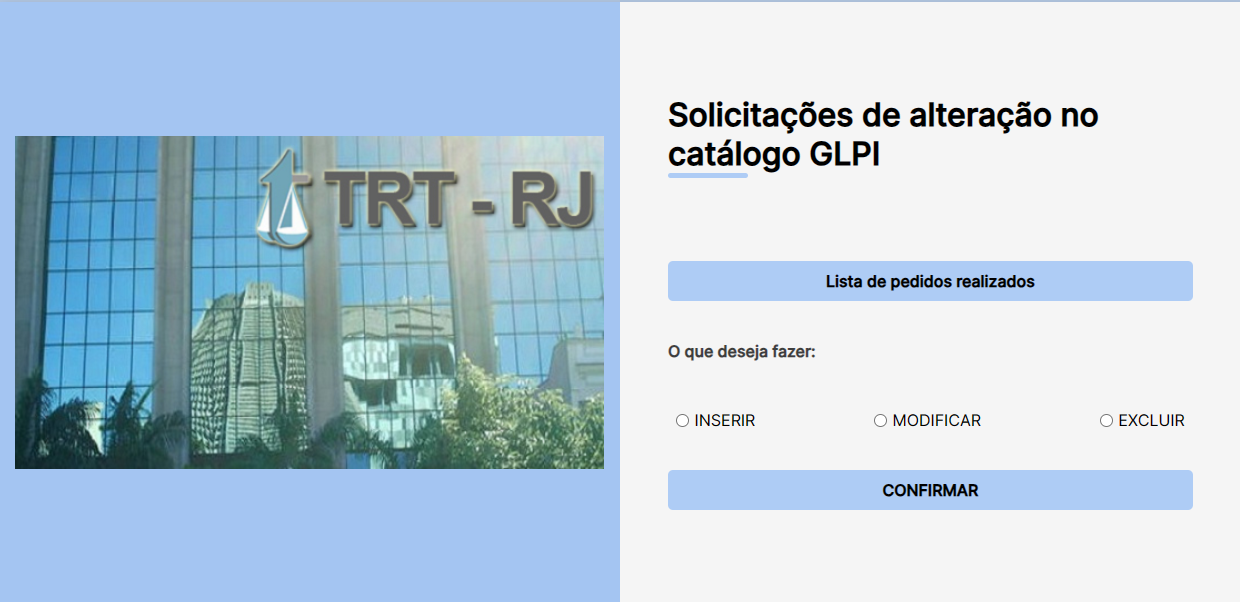 TRT - RJ
Solicitações de alteração no
catálogo GLPI
Lista de pedidos realizados
O que deseja fazer:
INSERIR MODIFICAR EXCLUIR
CONFIRMAR